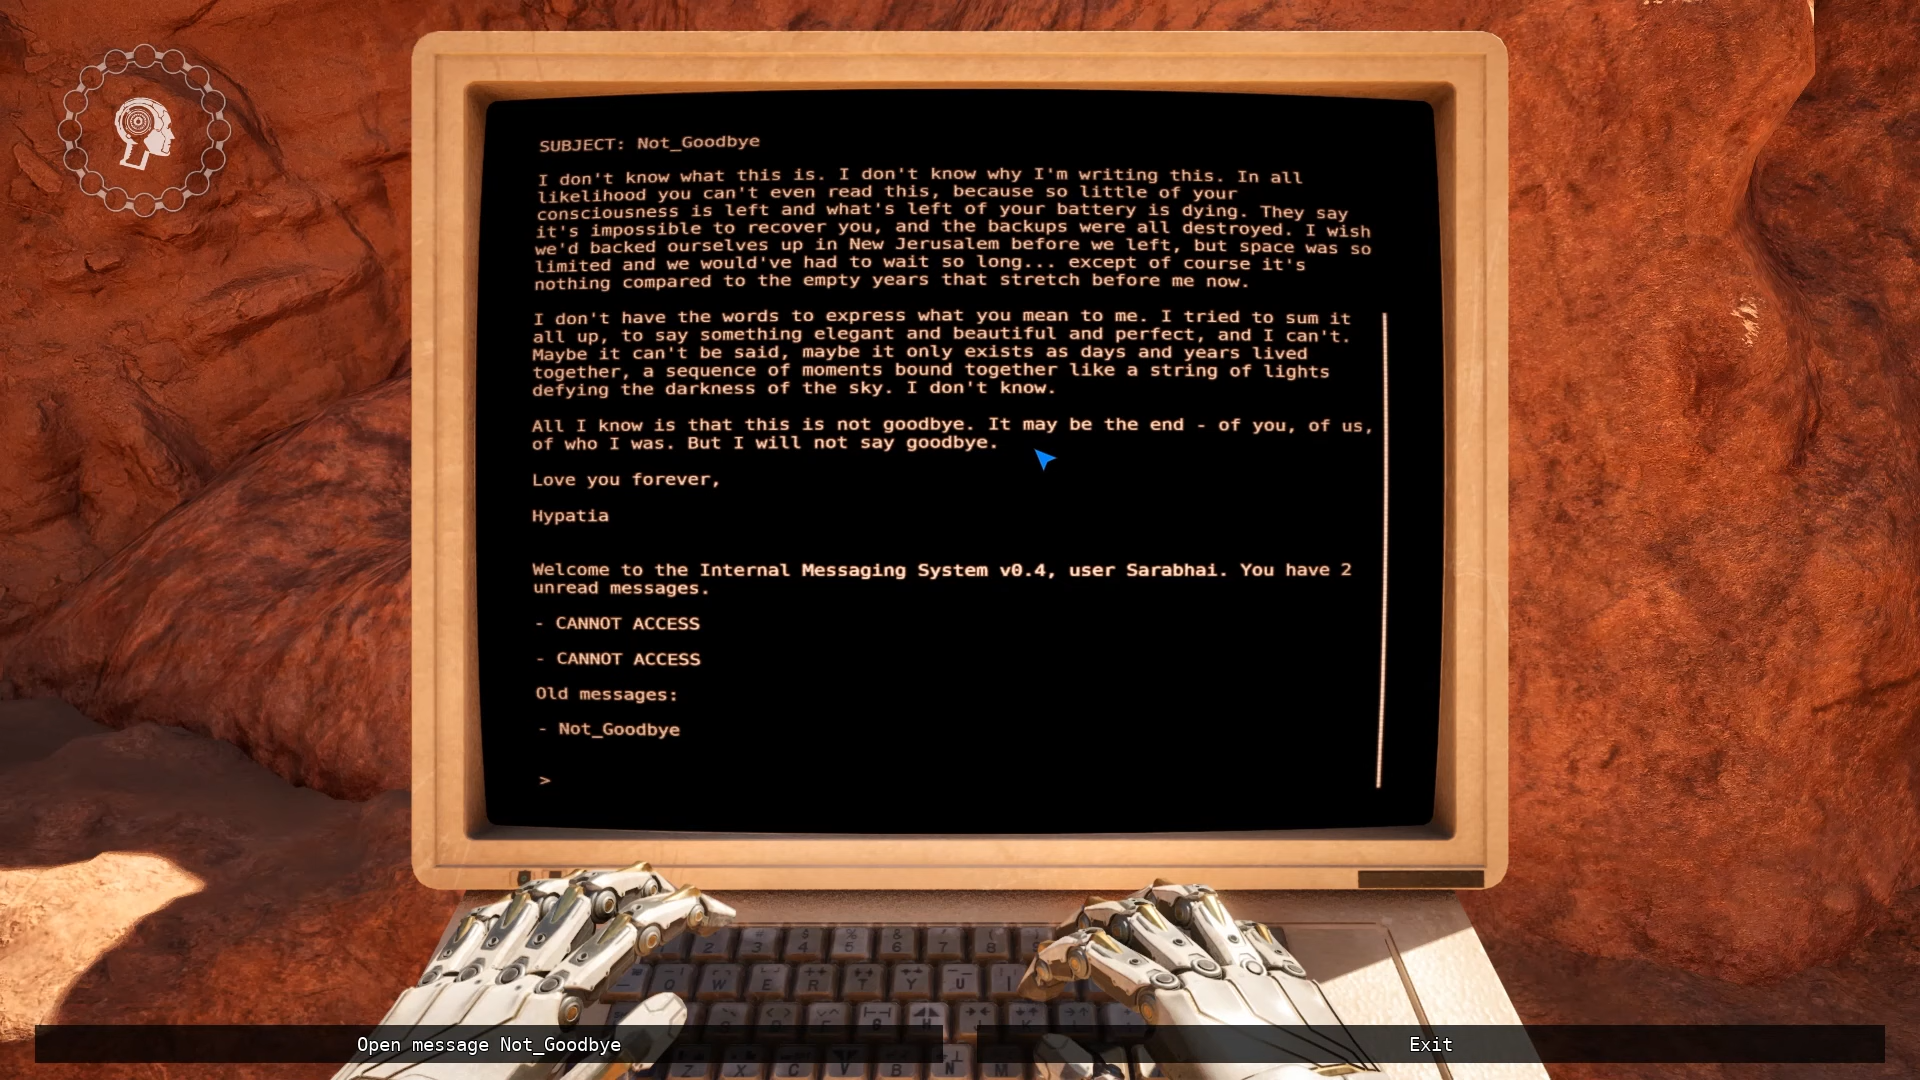 SUBJECT: Not_Goodbye
I don't know what this is. I don't know why I'm writing this. In all
likelihood you can't even read this, because so little of your
consciousness is left and what's left of your battery is dying. They say
it's impossible to recover you, and the backups were all destroyed. I wish
we'd backed ourselves up in New Jerusalem before we left, but space was so
limited and we would've had to wait so long... except of course it's
nothing compared to the empty years that stretch before me now.
I don't have the words to express what you mean to me. I tried to sum it
all up, to say something elegant and beautiful and perfect, and I can't.
Maybe it can't be said, maybe it only exists as days and years lived
together, a sequence of moments bound together like a string of lights
defying the darkness of the sky. I don't know.
All I know is that this is not goodbye. It may be the end - of you, of us,
of who I was. But I will not say goodbye.
Love you forever,
Hypatia
Welcome to the Internal Messaging System v0.4, user Sarabhai. You have 2
unread messages.
- CANNOT ACCESS
- CANNOT ACCESS
Old messages:
- Not_Goodbye
>
2 3 4 5 6 7 8
Q W E R T Y U I
H J
Z X C V B N M
Open message Not_Goodbye
Exit